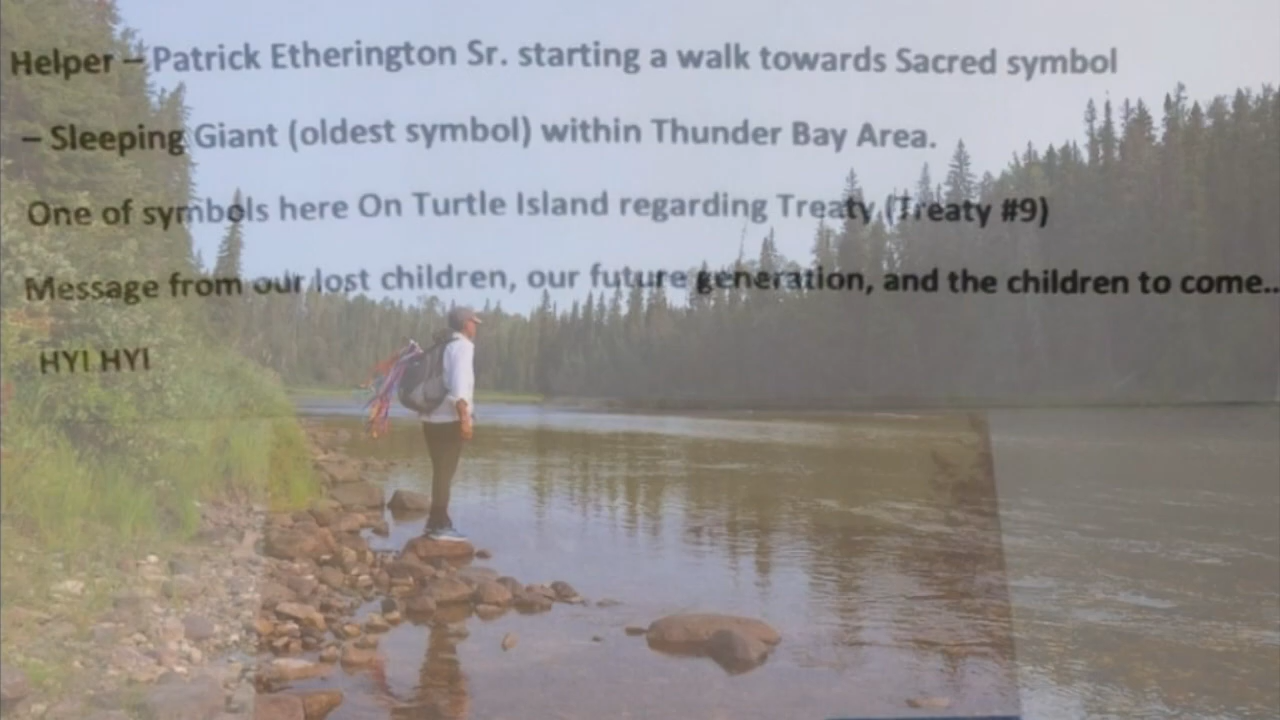 Helper – Patrick Etherington Sr. starting a walk towards Sacred symbol
– Sleeping Giant (oldest symbol) within Thunder Bay Area.
One of symbols here On Turtle Island regarding Treaty (Treaty #9)
Message from our lost children, our future generation, and the children to come..
HYI HYI